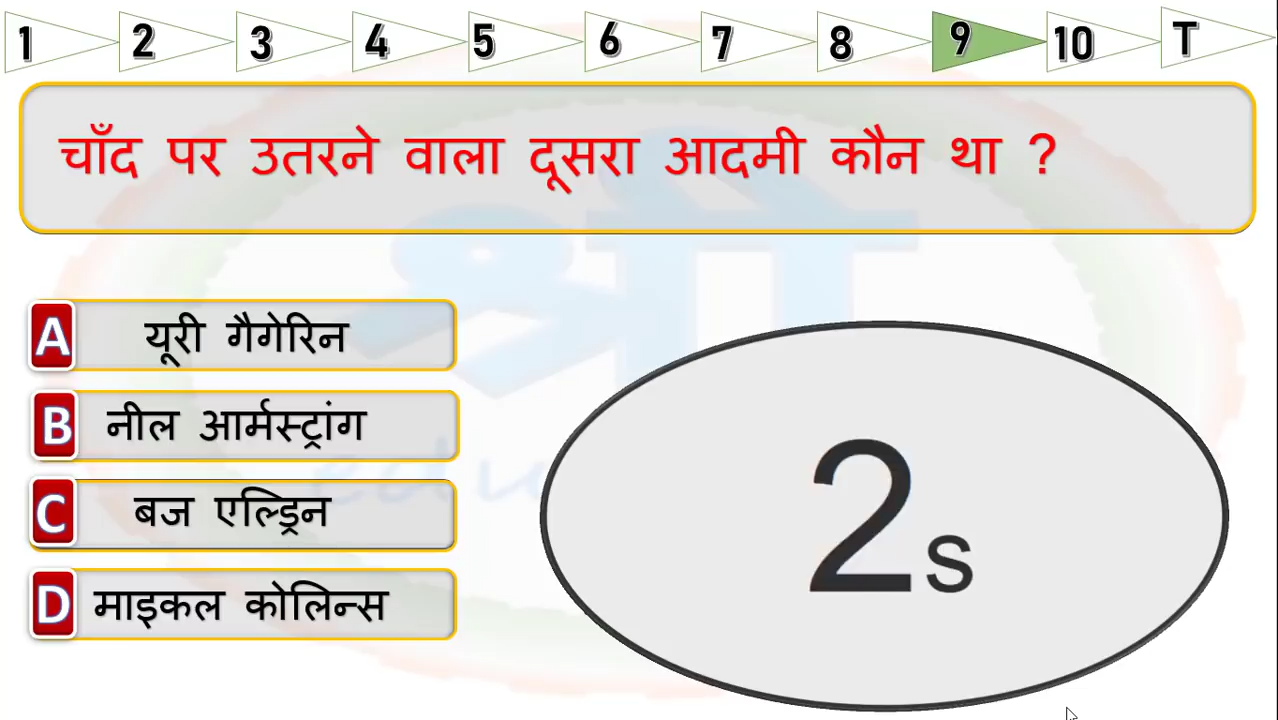 1 2 3 4 5 6 7 8 9 10 T
चाँद पर उतरने वाला दूसरा आदमी कौन था ?
A यूरी गैगेरिन
B नील आर्मस्ट्रांग
C बज एल्ड्रिन
D माइकल कोलिन्स
2s
श्री
edu